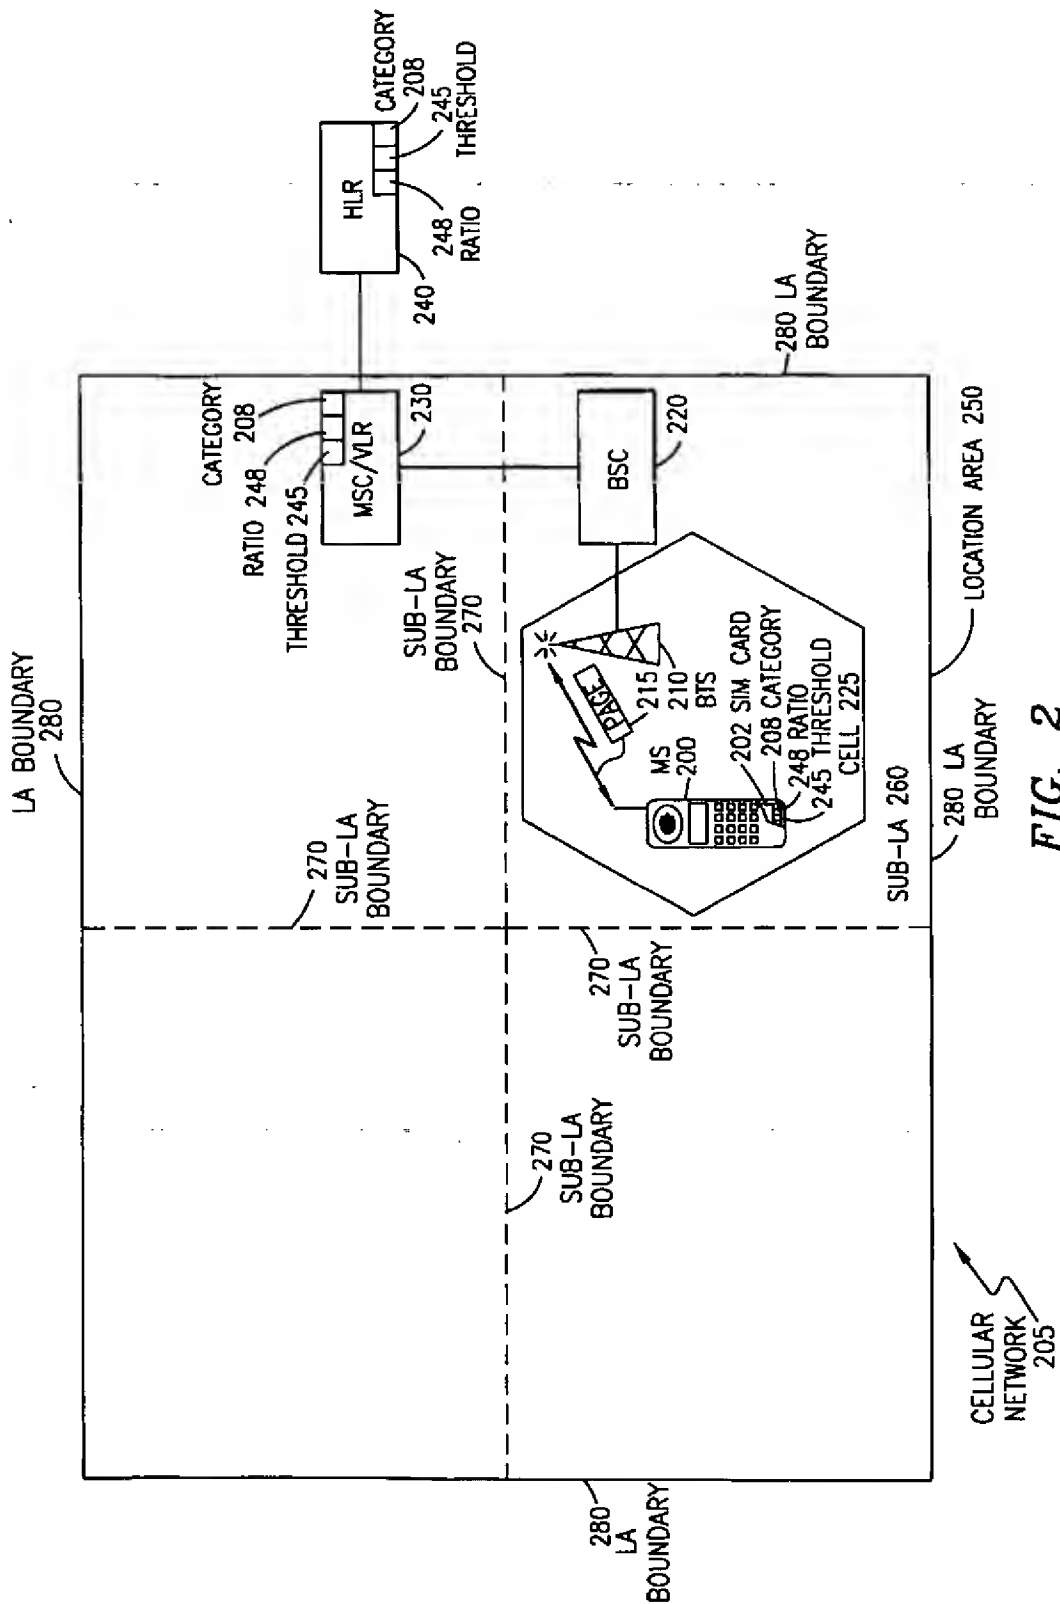 LA BOUNDARY
280
CATEGORY
208
RATIO 248
THRESHOLD 245
MSC/VLR
230
HLR
240
CATEGORY
208
245
THRESHOLD
248
RATIO
270
SUB-LA
BOUNDARY
SUB-LA
BOUNDARY
270
280 LA
BOUNDARY
BSC
220
PAGE
215
210
BTS
MS
200
202 SIM CARD
208 CATEGORY
248 RATIO
245 THRESHOLD
CELL 225
270
SUB-LA
BOUNDARY
270
SUB-LA
BOUNDARY
SUB-LA 260
LOCATION AREA 250
280 LA
BOUNDARY
280
LA
BOUNDARY
CELLULAR
NETWORK
205
FIG. 2